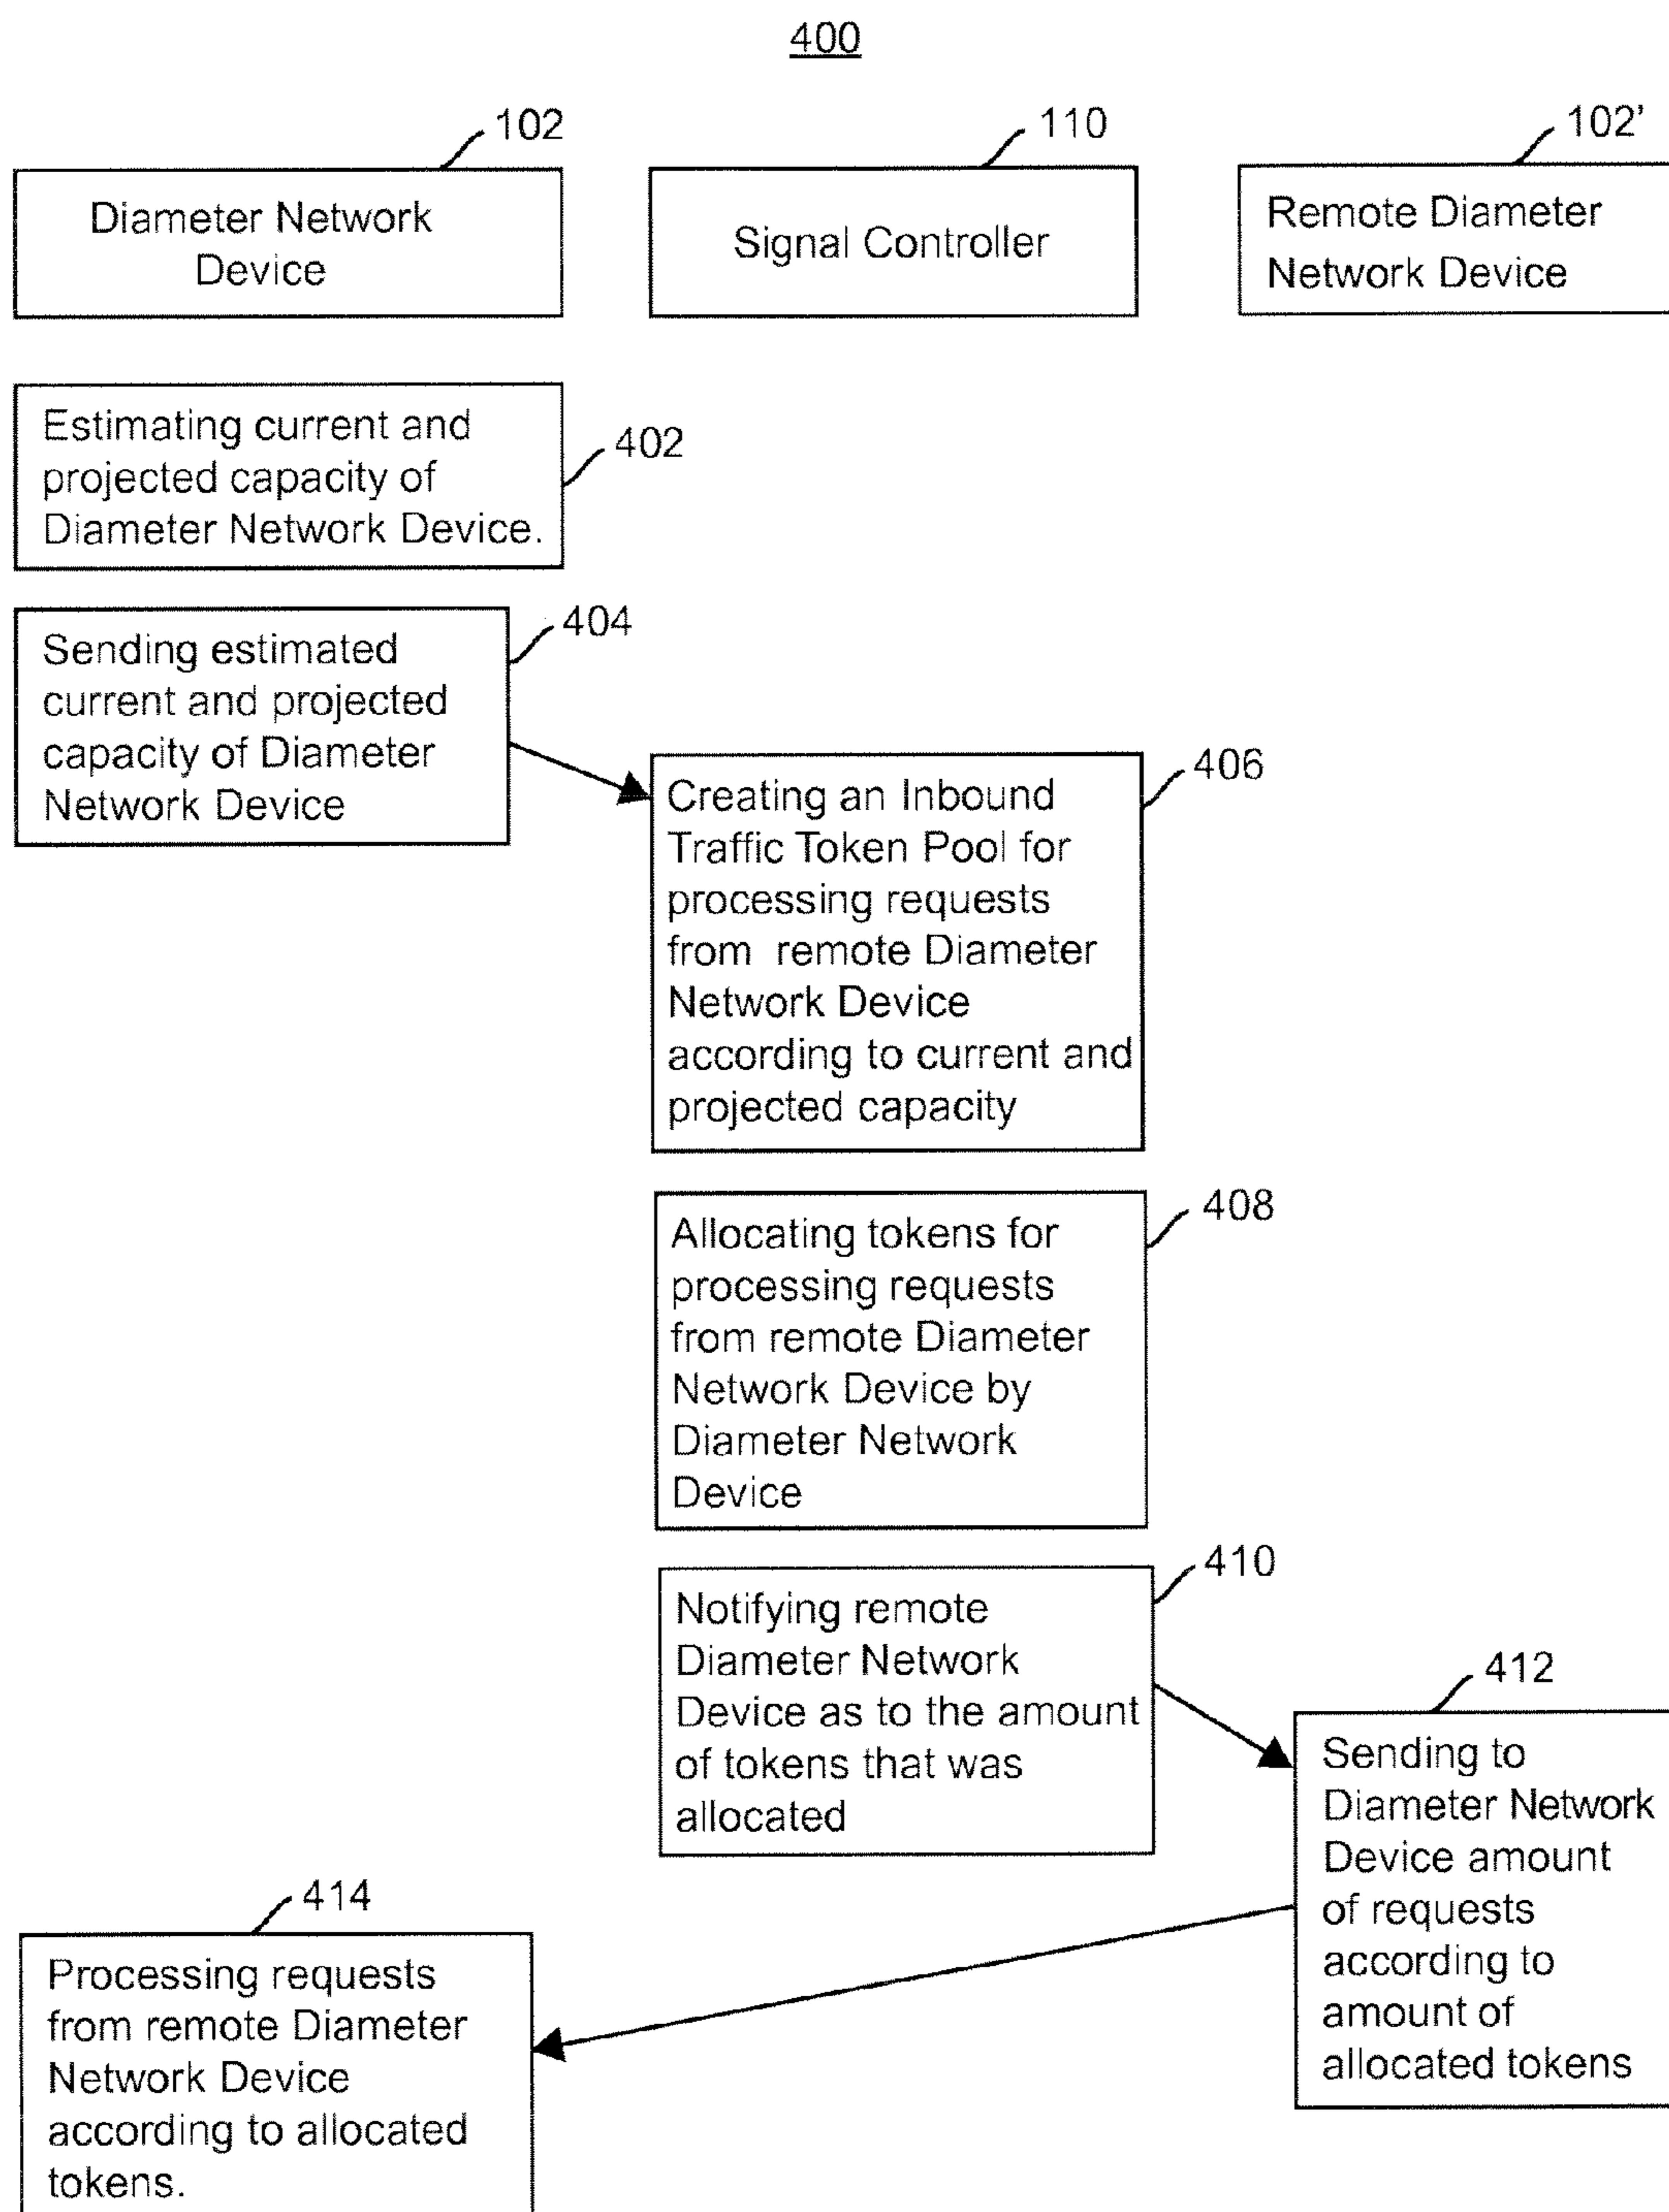 400
102
110
102'
Diameter Network
Device
Signal Controller
Remote Diameter
Network Device
Estimating current and
projected capacity of
Diameter Network Device.
402
Sending estimated
current and projected
capacity of Diameter
Network Device
404
Creating an Inbound
Traffic Token Pool for
processing requests
from remote Diameter
Network Device
according to current and
projected capacity
406
Allocating tokens for
processing requests
from remote Diameter
Network Device by
Diameter Network
Device
408
Notifying remote
Diameter Network
Device as to the amount
of tokens that was
allocated
410
412
Sending to
Diameter Network
Device amount
of requests
according to
amount of
allocated tokens
414
Processing requests
from remote Diameter
Network Device
according to allocated
tokens.